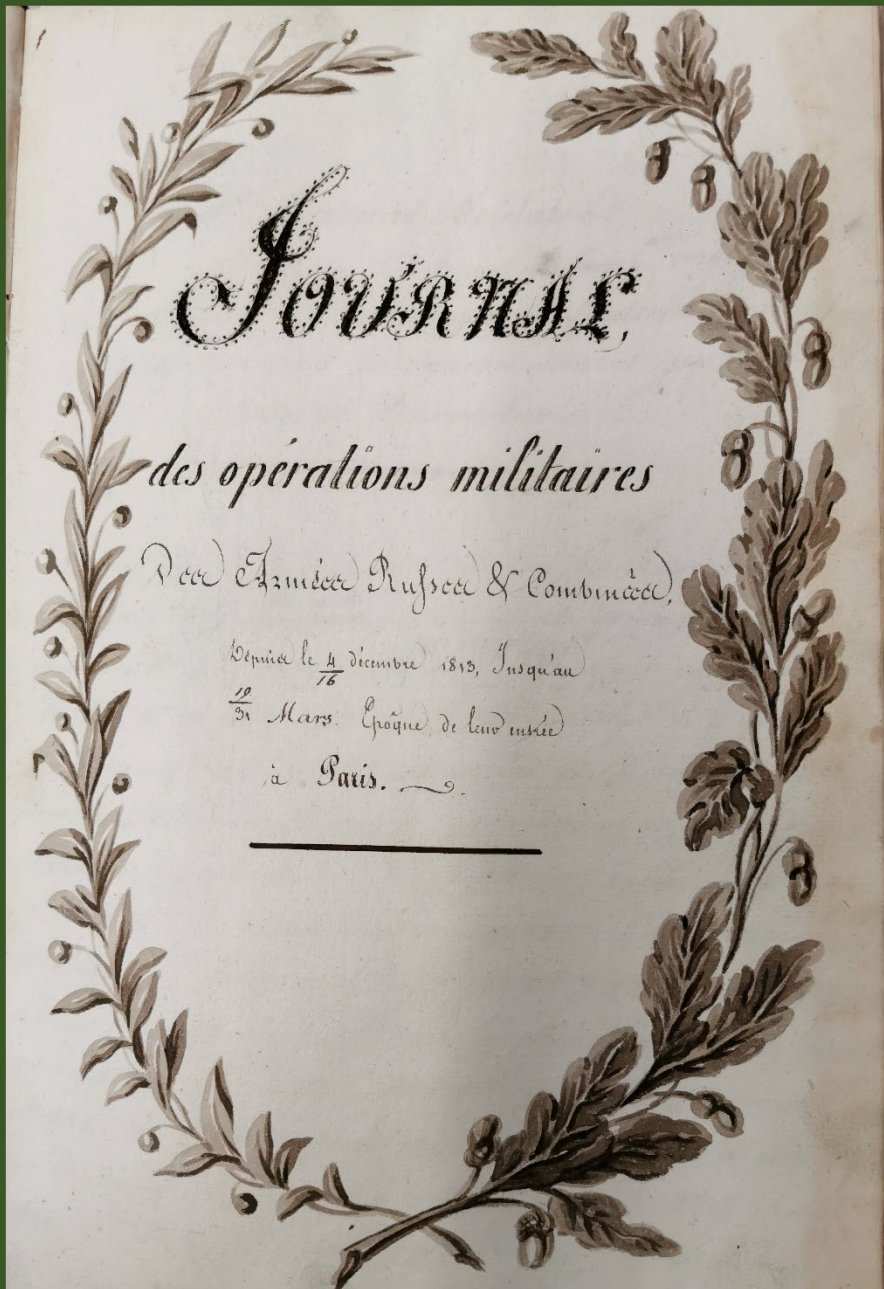 Journal
des opérations militaires
Des Armées Russes & Combinées,
Depuis le 4/16 décembre 1813, Jusqu'au
19/31 Mars. Epoque de leur entrée
à Paris.